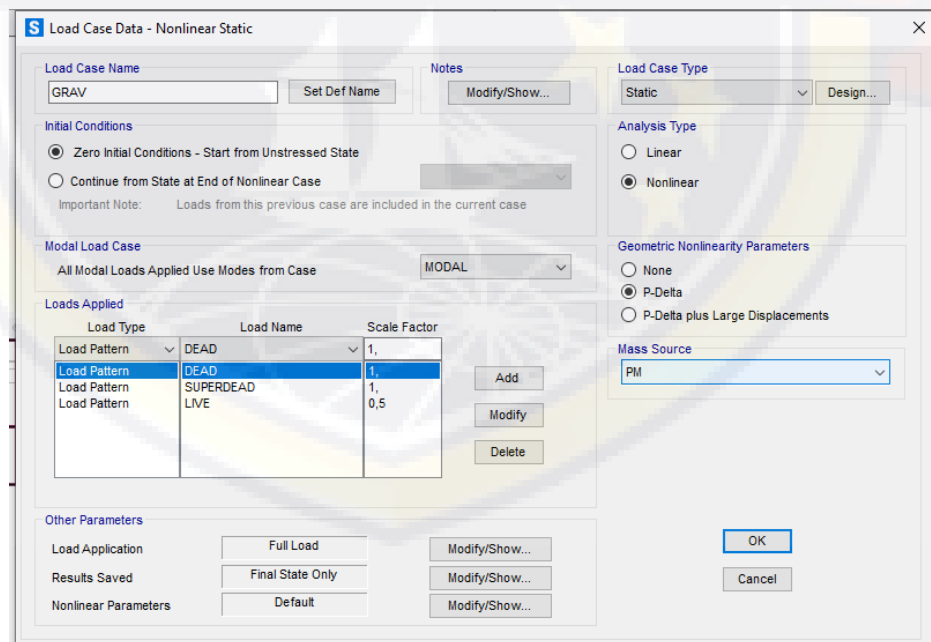 S Load Case Data - Nonlinear Static
Load Case Name
GRAV
Set Def Name
Notes
Modify/Show...
Load Case Type
Static
Design...
Initial Conditions
Zero Initial Conditions - Start from Unstressed State
Continue from State at End of Nonlinear Case
Important Note: Loads from this previous case are included in the current case
Analysis Type
Linear
Nonlinear
Modal Load Case
All Modal Loads Applied Use Modes from Case
MODAL
Geometric Nonlinearity Parameters
None
P-Delta
P-Delta plus Large Displacements
Loads Applied
Load Type Load Name Scale Factor
Load Pattern DEAD 1,
Load Pattern DEAD 1,
Load Pattern SUPERDEAD 1,
Load Pattern LIVE 0,5
Add
Modify
Delete
Mass Source
PM
Other Parameters
Load Application Full Load Modify/Show...
Results Saved Final State Only Modify/Show...
Nonlinear Parameters Default Modify/Show...
OK
Cancel